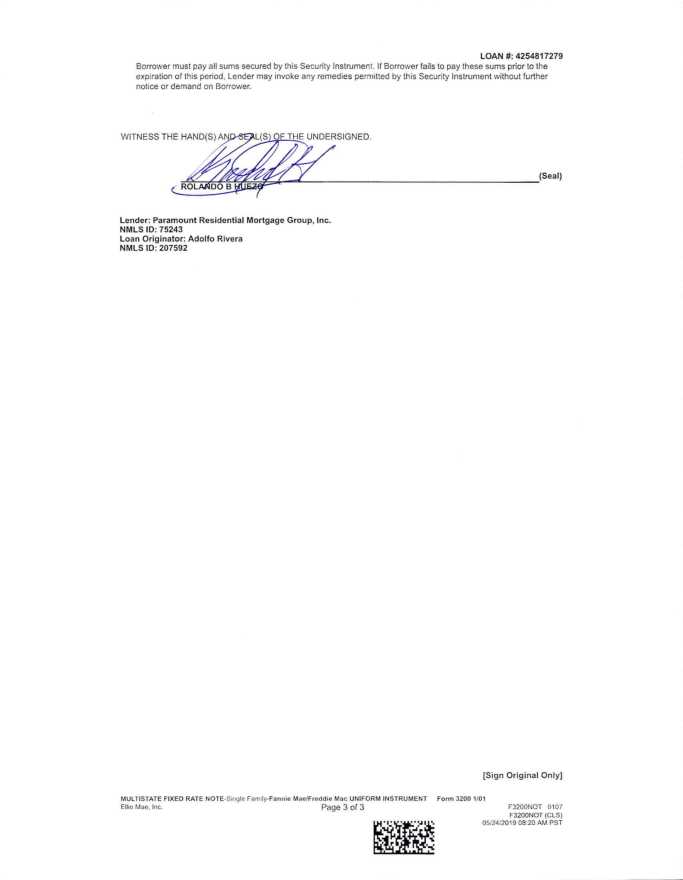 LOAN #: 4254817279
Borrower must pay all sums secured by this Security Instrument. If Borrower fails to pay these sums prior to the
expiration of this period, Lender may invoke any remedies permitted by this Security Instrument without further
notice or demand on Borrower.
WITNESS THE HAND(S) AND SEAL(S) OF THE UNDERSIGNED.
(Seal)
ROLANDO B HUEZO
Lender: Paramount Residential Mortgage Group, Inc.
NMLS ID: 75243
Loan Originator: Adolfo Rivera
NMLS ID: 207592
[Sign Original Only]
MULTISTATE FIXED RATE NOTE-Single Family-Fannie Mae/Freddie Mac UNIFORM INSTRUMENT Form 3200 1/01
Ellie Mae, Inc. Page 3 of 3 F3200NOT 0107
F3200NOT (CLS)
05/24/2019 08:20 AM PST